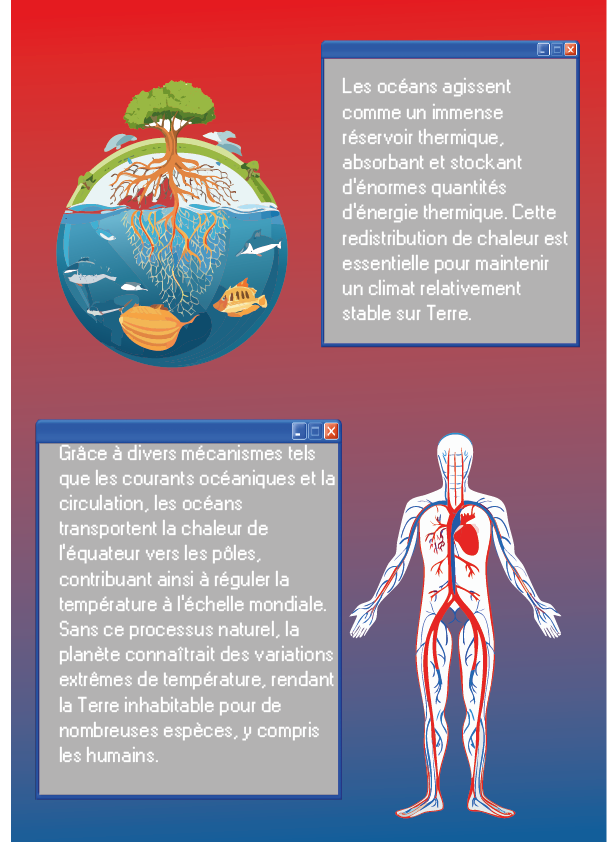 Les océans agissent
comme un immense
réservoir thermique,
absorbant et stockant
d'énormes quantités
d'énergie thermique. Cette
redistribution de chaleur est
essentielle pour maintenir
un climat relativement
stable sur Terre.
Grâce à divers mécanismes tels
que les courants océaniques et la
circulation, les océans
transportent la chaleur de
l'équateur vers les pôles,
contribuant ainsi à réguler la
température à l'échelle mondiale.
Sans ce processus naturel, la
planète connaîtrait des variations
extrêmes de température, rendant
la Terre inhabitable pour de
nombreuses espèces, y compris
les humains.